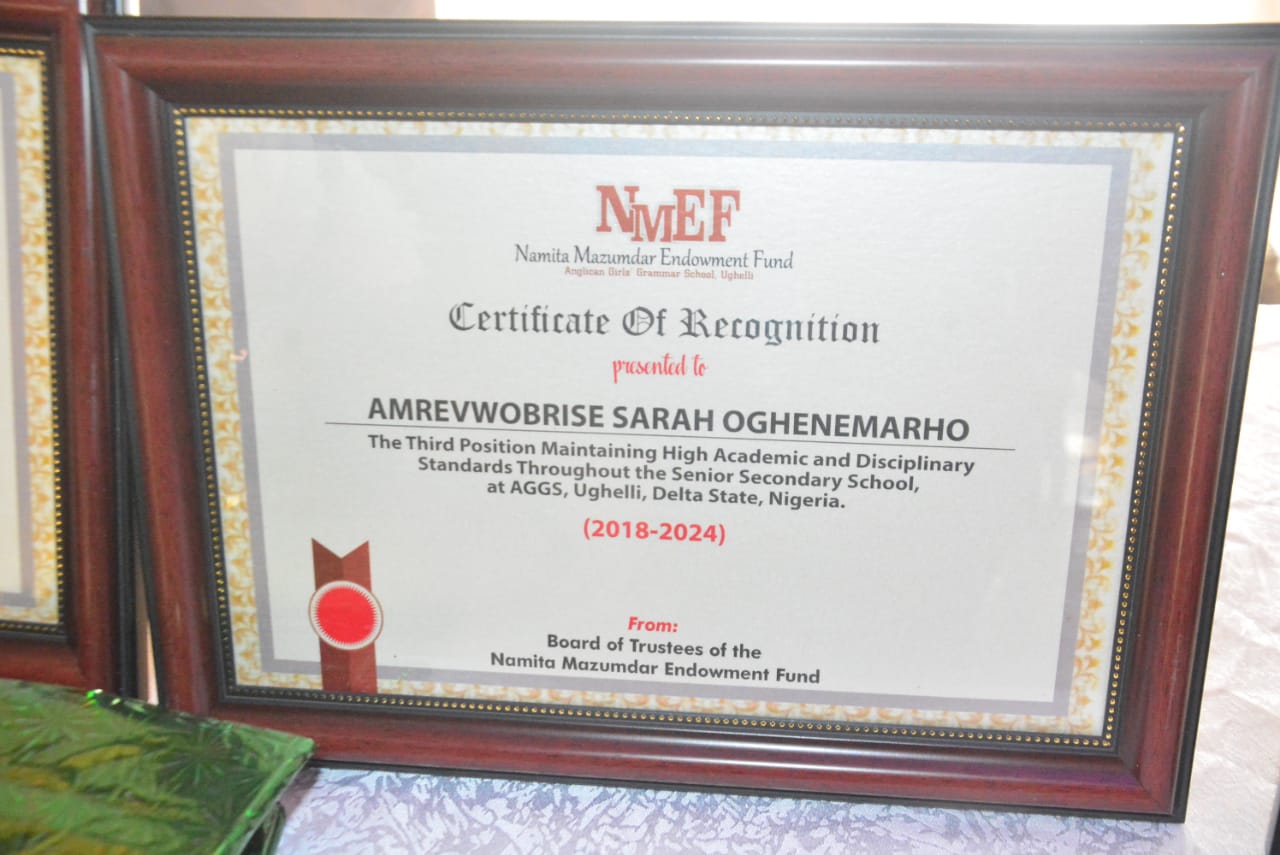 NMEF
Namita Mazumdar Endowment Fund
Anglican Girls' Grammar School, Ughelli
Certificate Of Recognition
presented to
AMREVWOBRISE SARAH OGHENEMARHO
The Third Position Maintaining High Academic and Disciplinary
Standards Throughout the Senior Secondary School,
at AGGS, Ughelli, Delta State, Nigeria.
(2018-2024)
From:
Board of Trustees of the
Namita Mazumdar Endowment Fund